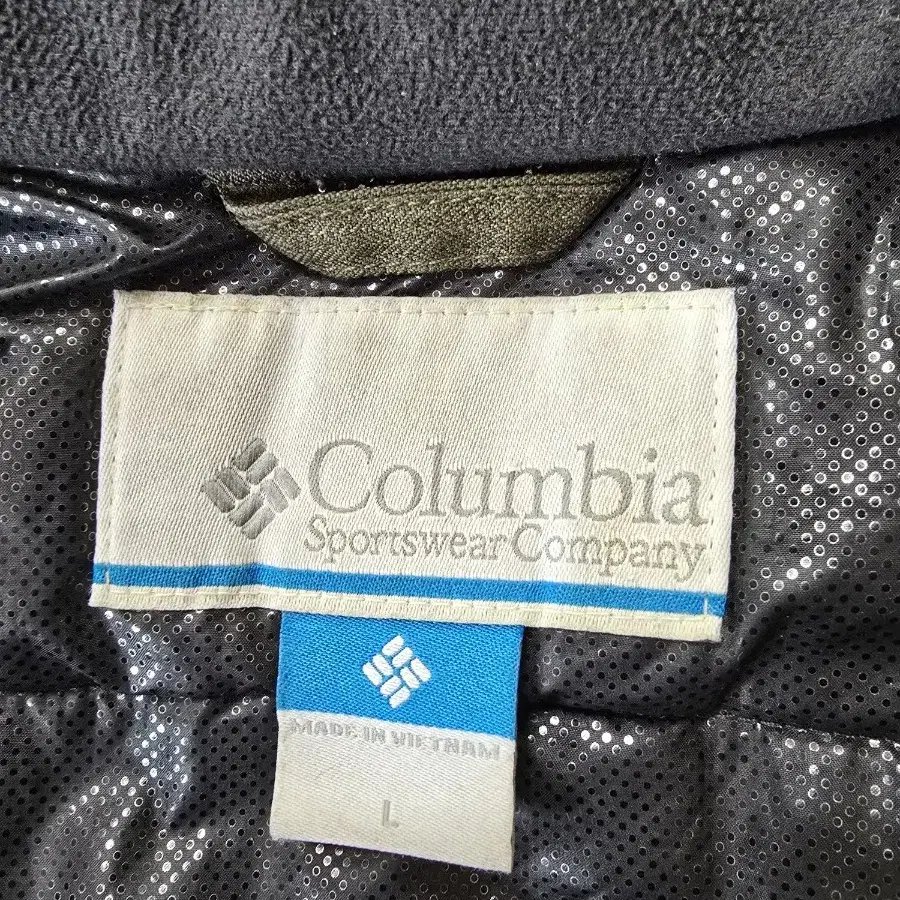 Columbia
Sportswear Company
MADE IN VIETNAM
L